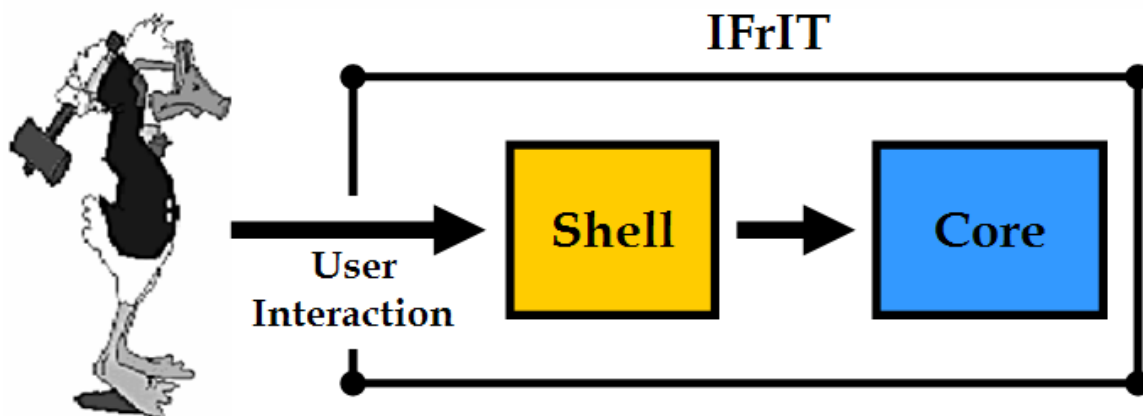 IFrIT
Shell
Core
User
Interaction